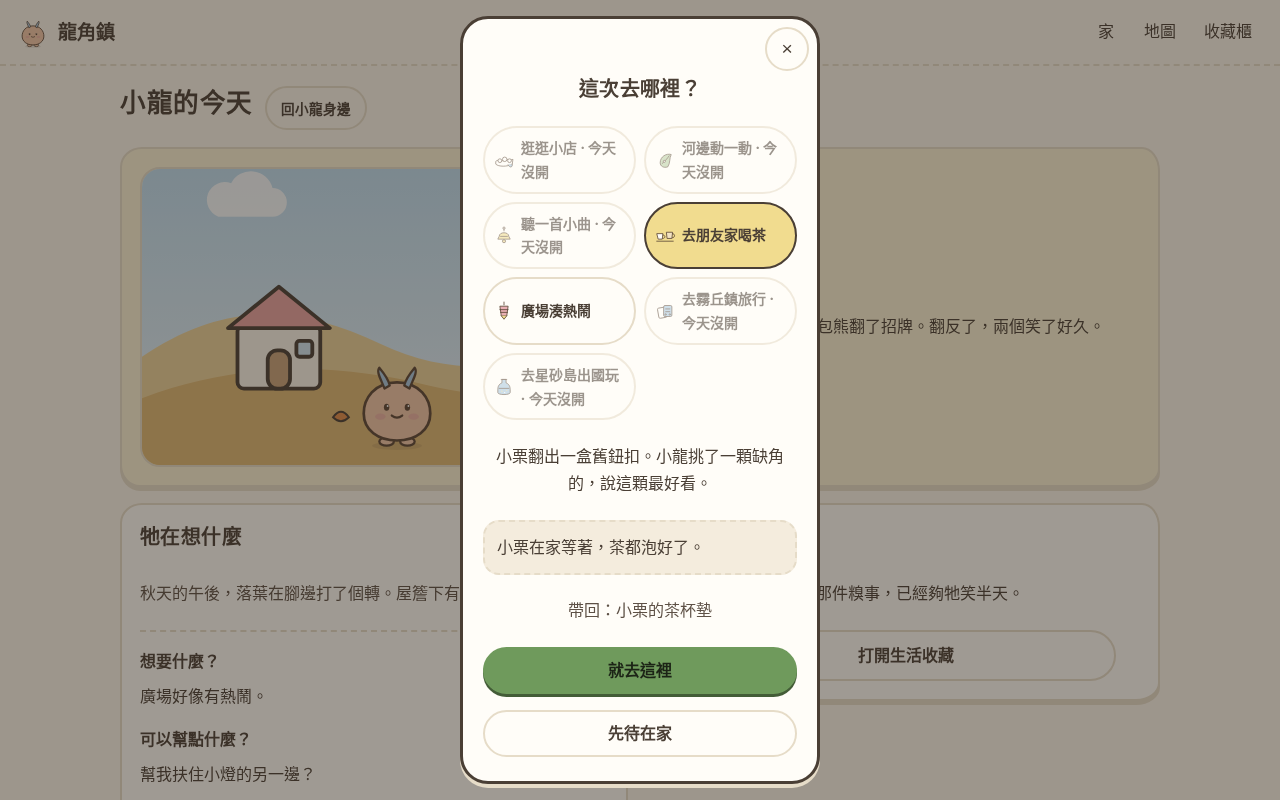 龍角鎮
家
地圖
收藏櫃
小龍的今天
回小龍身邊
包熊翻了招牌。翻反了，兩個笑了好久。
牠在想什麼
秋天的午後，落葉在腳邊打了個轉。屋簷下有
想要什麼？
廣場好像有熱鬧。
可以幫點什麼？
幫我扶住小燈的另一邊？
那件糗事，已經夠牠笑半天。
打開生活收藏
×
這次去哪裡？
逛逛小店 · 今天
沒開
河邊動一動 · 今
天沒開
聽一首小曲 · 今
天沒開
去朋友家喝茶
廣場湊熱鬧
去霧丘鎮旅行 ·
今天沒開
去星砂島出國玩
· 今天沒開
小栗翻出一盒舊鈕扣。小龍挑了一顆缺角
的，說這顆最好看。
小栗在家等著，茶都泡好了。
帶回：小栗的茶杯墊
就去這裡
先待在家